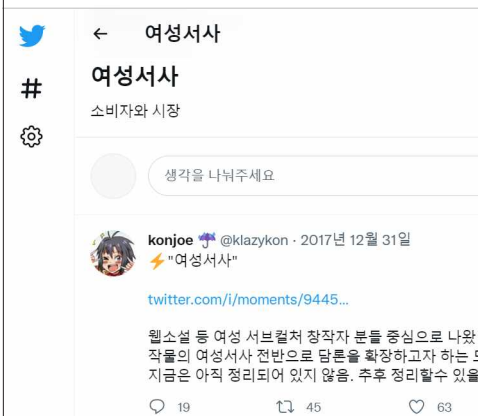 여성서사
여성서사
소비자와 시장
생각을 나눠주세요
konjoe @klazykon · 2017년 12월 31일
"여성서사"
twitter.com/i/moments/9445...
웹소설 등 여성 서브컬처 창작자 분들 중심으로 나왔
작물의 여성서사 전반으로 담론을 확장하고자 하는
지금은 아직 정리되어 있지 않음. 추후 정리할수 있을
19 45 63